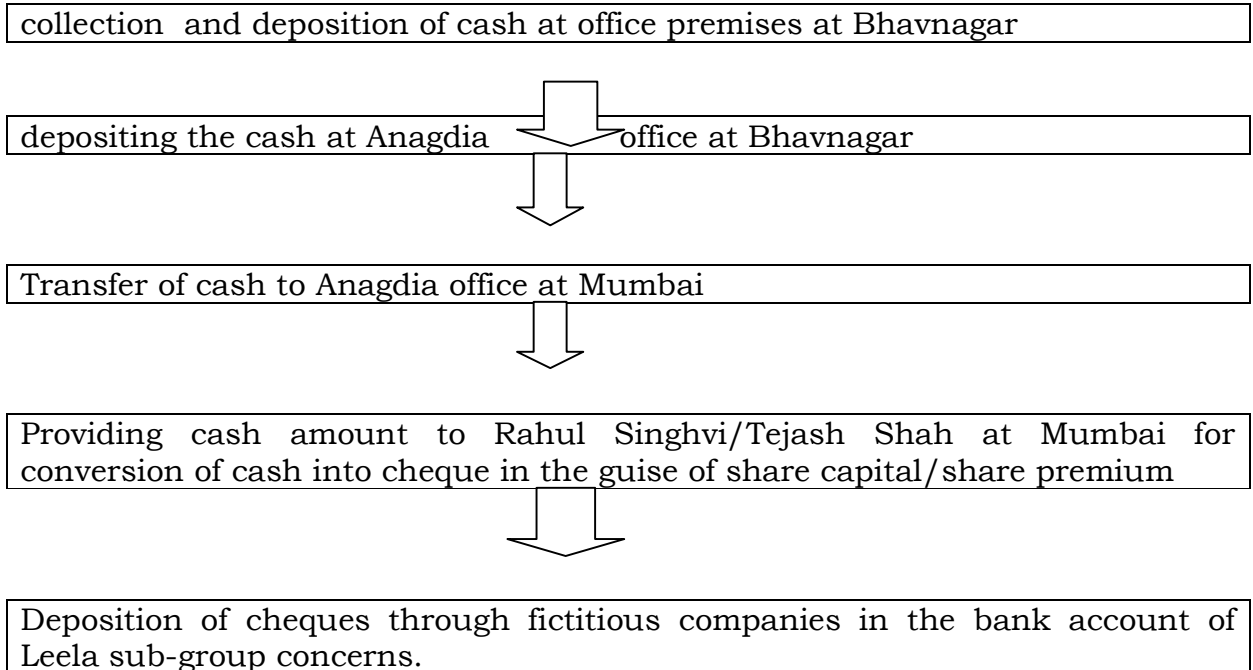 collection and deposition of cash at office premises at Bhavnagar
depositing the cash at Anagdia office at Bhavnagar
Transfer of cash to Anagdia office at Mumbai
Providing cash amount to Rahul Singhvi/Tejash Shah at Mumbai for
conversion of cash into cheque in the guise of share capital/share premium
Deposition of cheques through fictitious companies in the bank account of
Leela sub-group concerns.